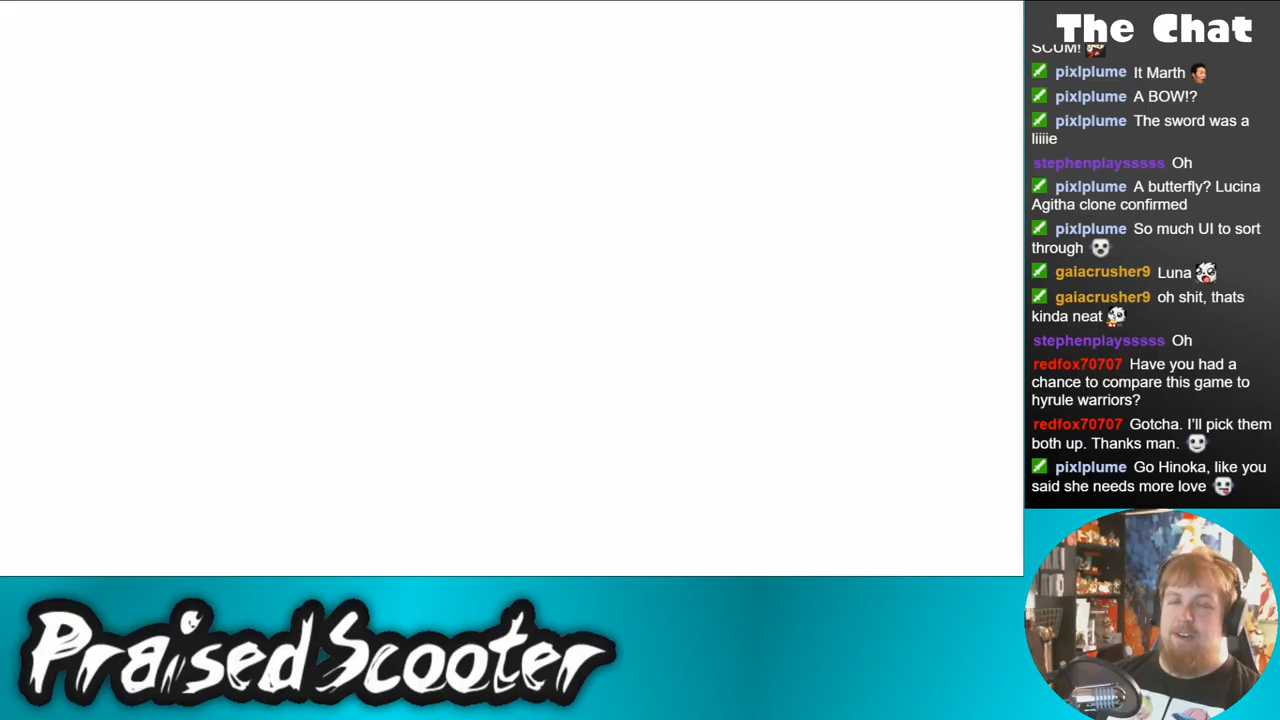 The Chat
SCUM!
pixlplume It Marth
pixlplume A BOW!?
pixlplume The sword was a
liiiie
stephenplaysssss Oh
pixlplume A butterfly? Lucina
Agitha clone confirmed
pixlplume So much UI to sort
through
gaiacrusher9 Luna
gaiacrusher9 oh shit, thats
kinda neat
stephenplaysssss Oh
redfox70707 Have you had a
chance to compare this game to
hyrule warriors?
redfox70707 Gotcha. I’ll pick them
both up. Thanks man.
pixlplume Go Hinoka, like you
said she needs more love
PraisedScooter